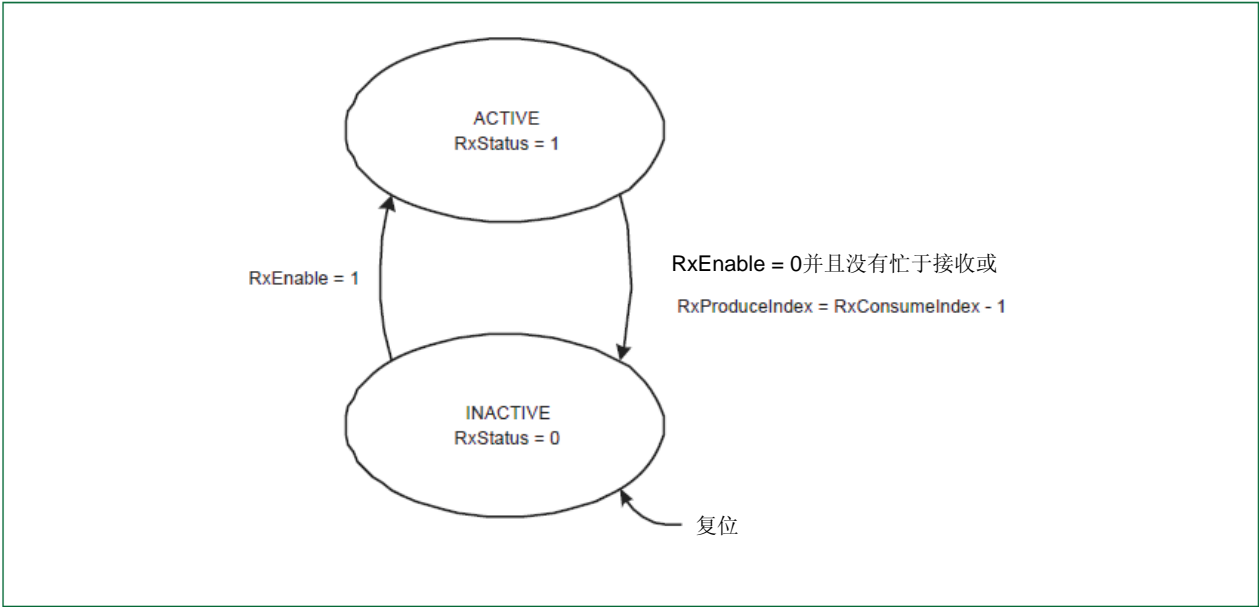 ACTIVE
RxStatus = 1
RxEnable = 1
RxEnable = 0并且没有忙于接收或
RxProduceIndex = RxConsumeIndex - 1
INACTIVE
RxStatus = 0
复位